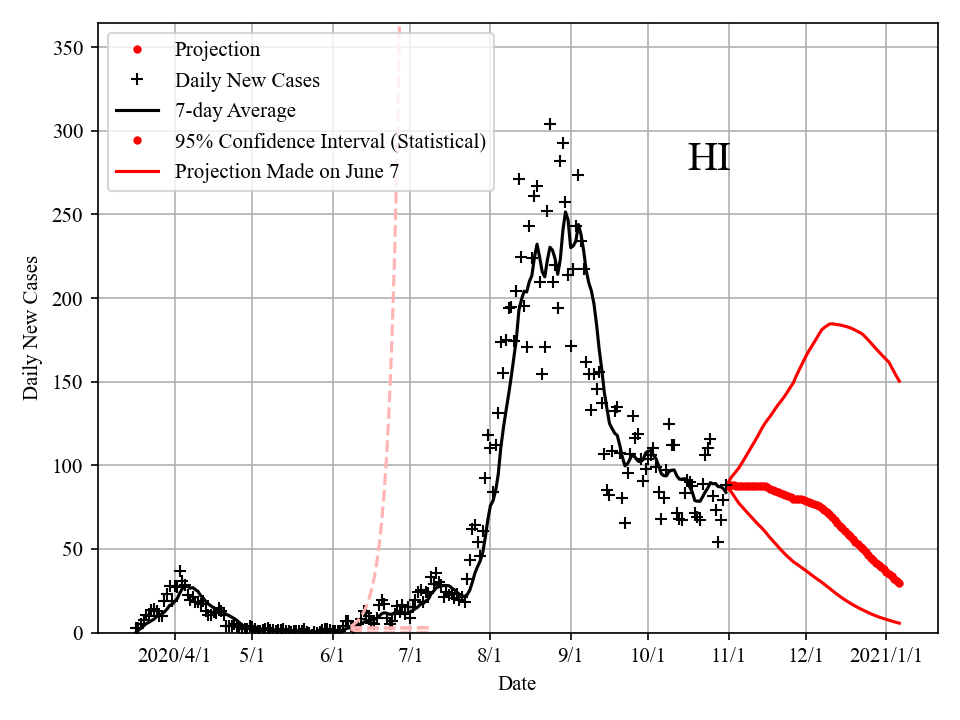 Projection
Daily New Cases
7-day Average
95% Confidence Interval (Statistical)
Projection Made on June 7
HI
Daily New Cases
350
300
250
200
150
100
50
0
2020/4/1 5/1 6/1 7/1 8/1 9/1 10/1 11/1 12/1 2021/1/1
Date